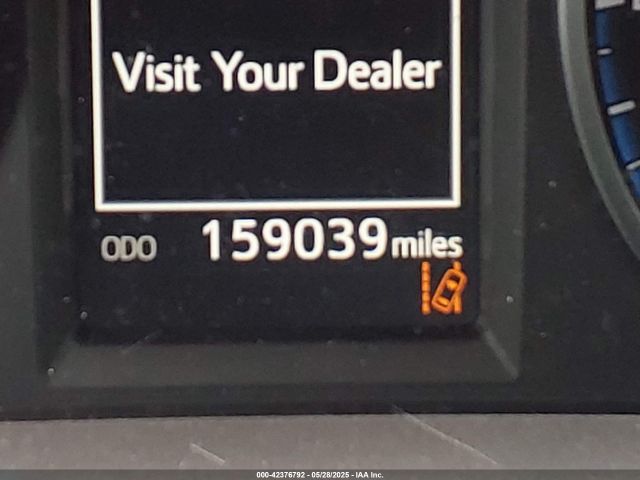 Visit Your Dealer
ODO 159039 miles
000-42376792 - 05/28/2025 - IAA Inc.